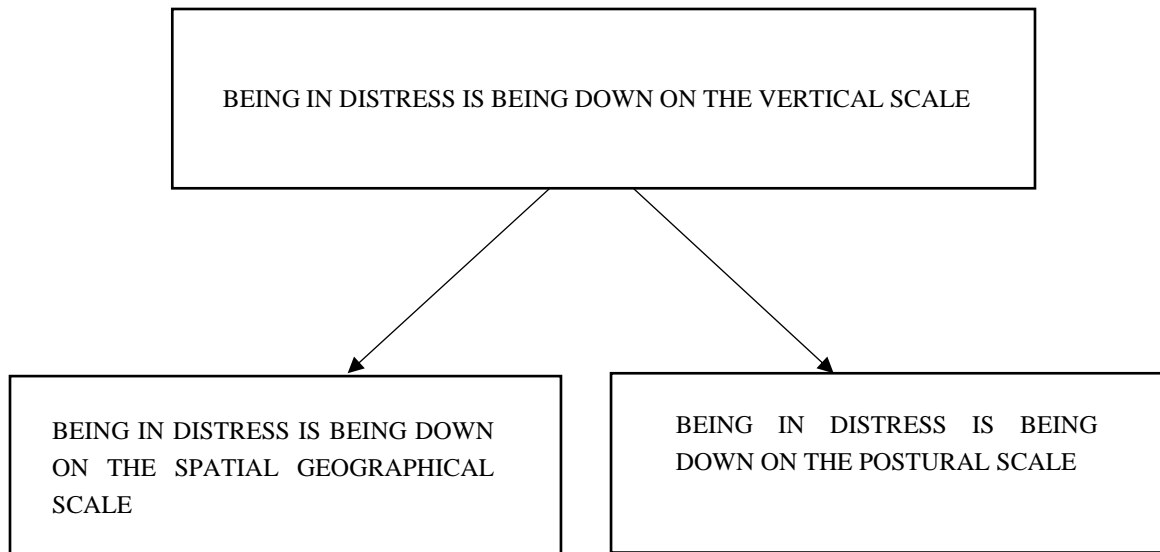 BEING IN DISTRESS IS BEING DOWN ON THE VERTICAL SCALE
BEING IN DISTRESS IS BEING DOWN
ON THE SPATIAL GEOGRAPHICAL
SCALE
BEING IN DISTRESS IS BEING
DOWN ON THE POSTURAL SCALE